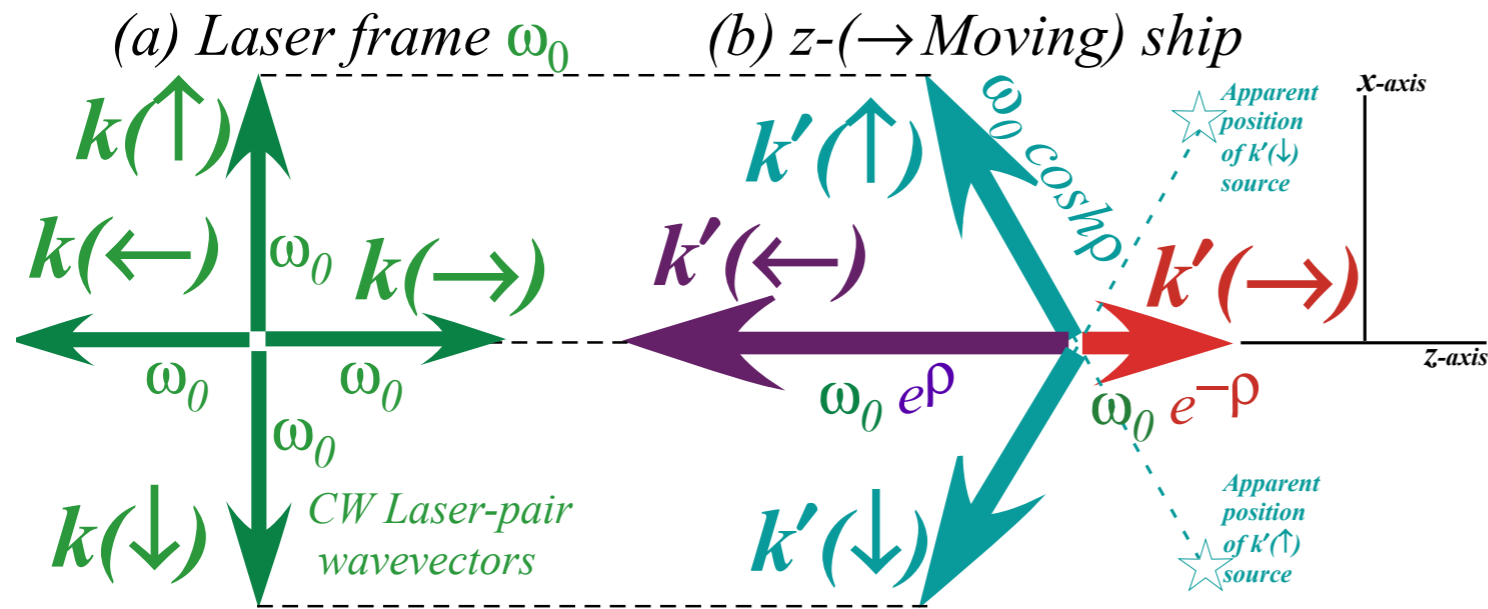 (a) Laser frame ω₀
(b) z-(→Moving) ship
k(↑)
k(←)
ω₀
k(→)
ω₀
ω₀
ω₀
k(↓)
CW Laser-pair
wavevectors
k′(↑)
ω₀ coshρ
k′(←)
k′(→)
ω₀ e^ρ
ω₀ e^−ρ
k′(↓)
Apparent
position
of k′(↓)
source
x-axis
z-axis
Apparent
position
of k′(↑)
source